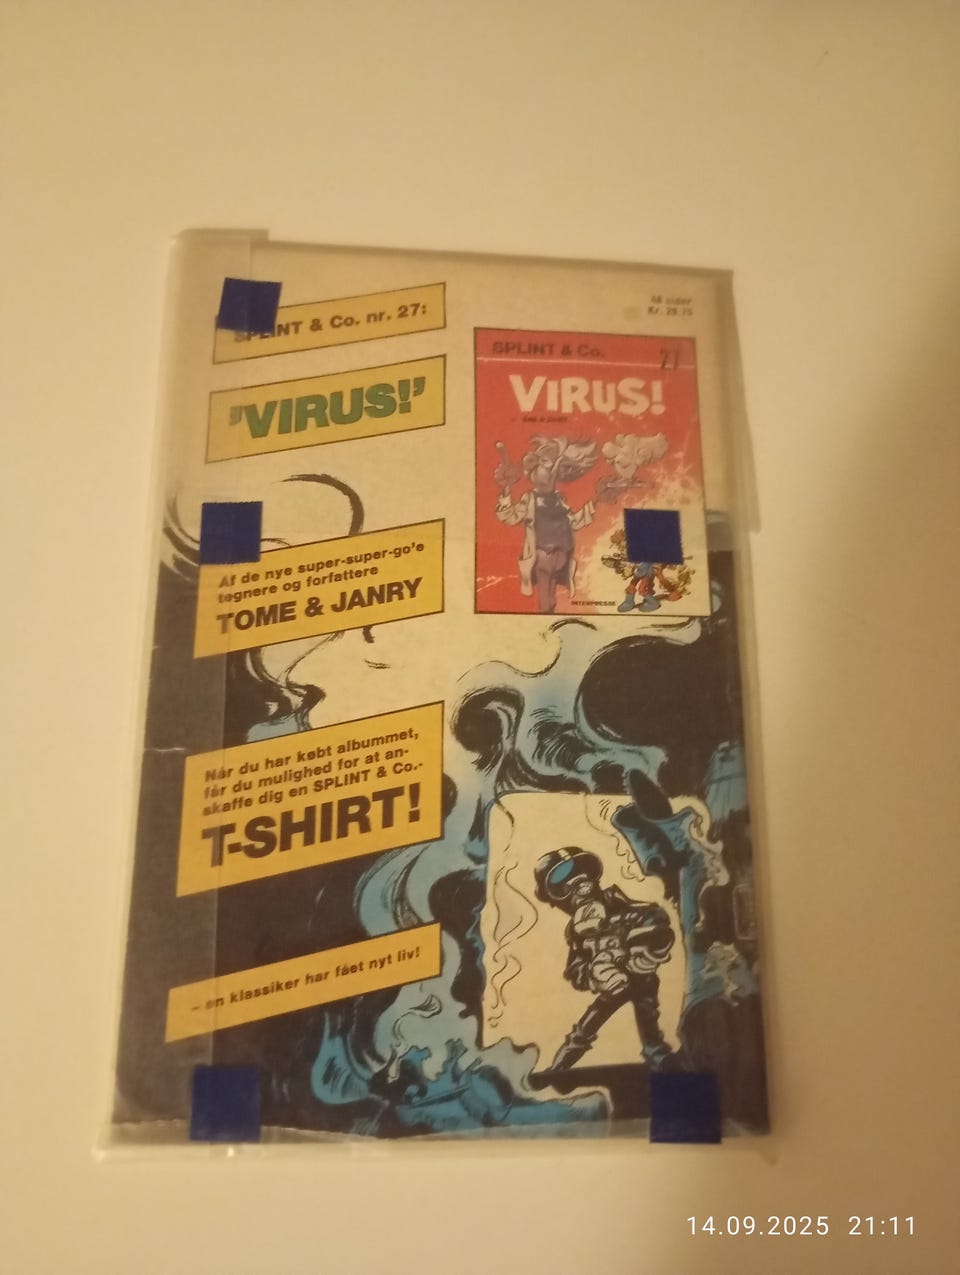 SPLINT & Co. nr. 27:
"VIRUS!"
Af de nye super-super-go'e
tegnere og forfattere
TOME & JANRY
Når du har købt albummet,
får du mulighed for at an-
skaffe dig en SPLINT & Co.-
T-SHIRT!
– en klassiker har fået nyt liv!
48 sider
Kr. 29.75
SPLINT & Co.
27
VIRUS!
INTERPRESSE
14.09.2025 21:11